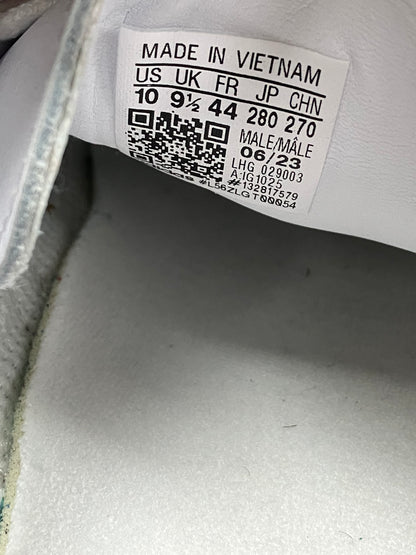 MADE IN VIETNAM
US UK FR JP CHN
10 9½ 44 280 270
MALE/MÂLE
06/23
LHG 029003
A:IG1025
#132817579
#L56ZLGT00054